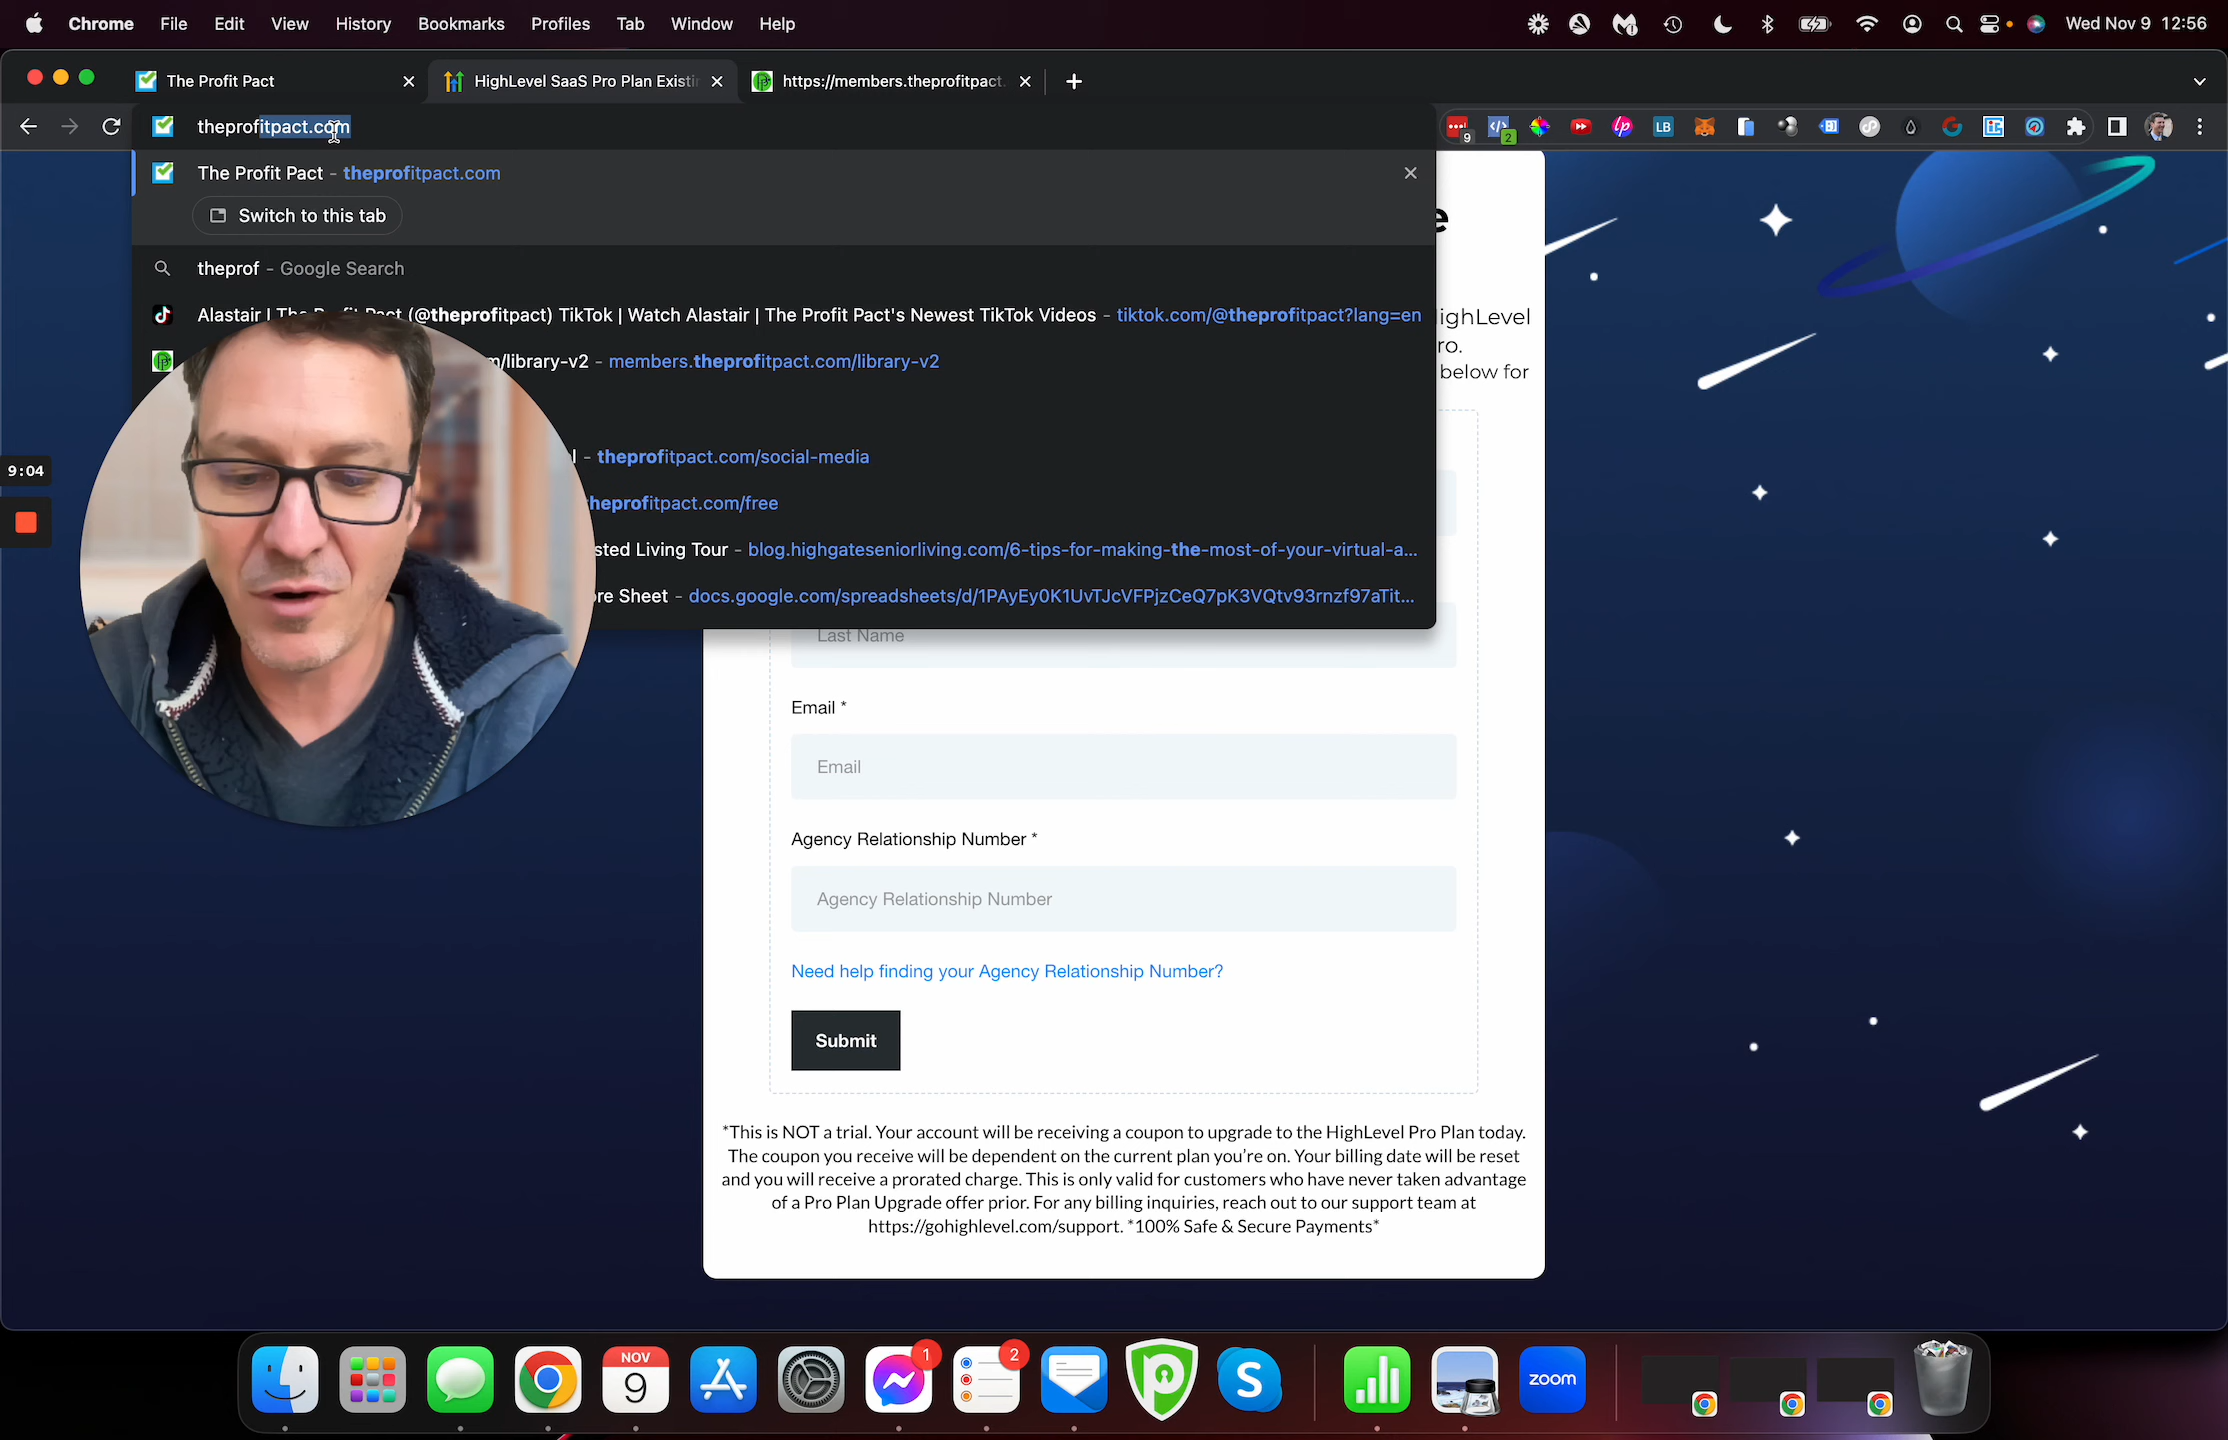 Chrome File Edit View History Bookmarks Profiles Tab Window Help Wed Nov 9 12:56
The Profit Pact HighLevel SaaS Pro Plan Existi https://members.theprofitpact.
theprofitpact.com
9 2 LB
The Profit Pact - theprofitpact.com
Switch to this tab
theprof - Google Search
Alastair | The Profit Pact (@theprofitpact) TikTok | Watch Alastair | The Profit Pact's Newest TikTok Videos - tiktok.com/@theprofitpact?lang=en
ighLevel
ro.
m/library-v2 - members.theprofitpact.com/library-v2
below for
l - theprofitpact.com/social-media
9:04
heprofitpact.com/free
sted Living Tour - blog.highgateseniorliving.com/6-tips-for-making-the-most-of-your-virtual-a...
ore Sheet - docs.google.com/spreadsheets/d/1PAyEy0K1UvTJcVFPjzCeQ7pK3VQtv93rnzf97aTit...
Last Name
Email *
Email
Agency Relationship Number *
Agency Relationship Number
Need help finding your Agency Relationship Number?
Submit
*This is NOT a trial. Your account will be receiving a coupon to upgrade to the HighLevel Pro Plan today.
The coupon you receive will be dependent on the current plan you're on. Your billing date will be reset
and you will receive a prorated charge. This is only valid for customers who have never taken advantage
of a Pro Plan Upgrade offer prior. For any billing inquiries, reach out to our support team at
https://gohighlevel.com/support. *100% Safe & Secure Payments*
NOV
9
1
2
zoom